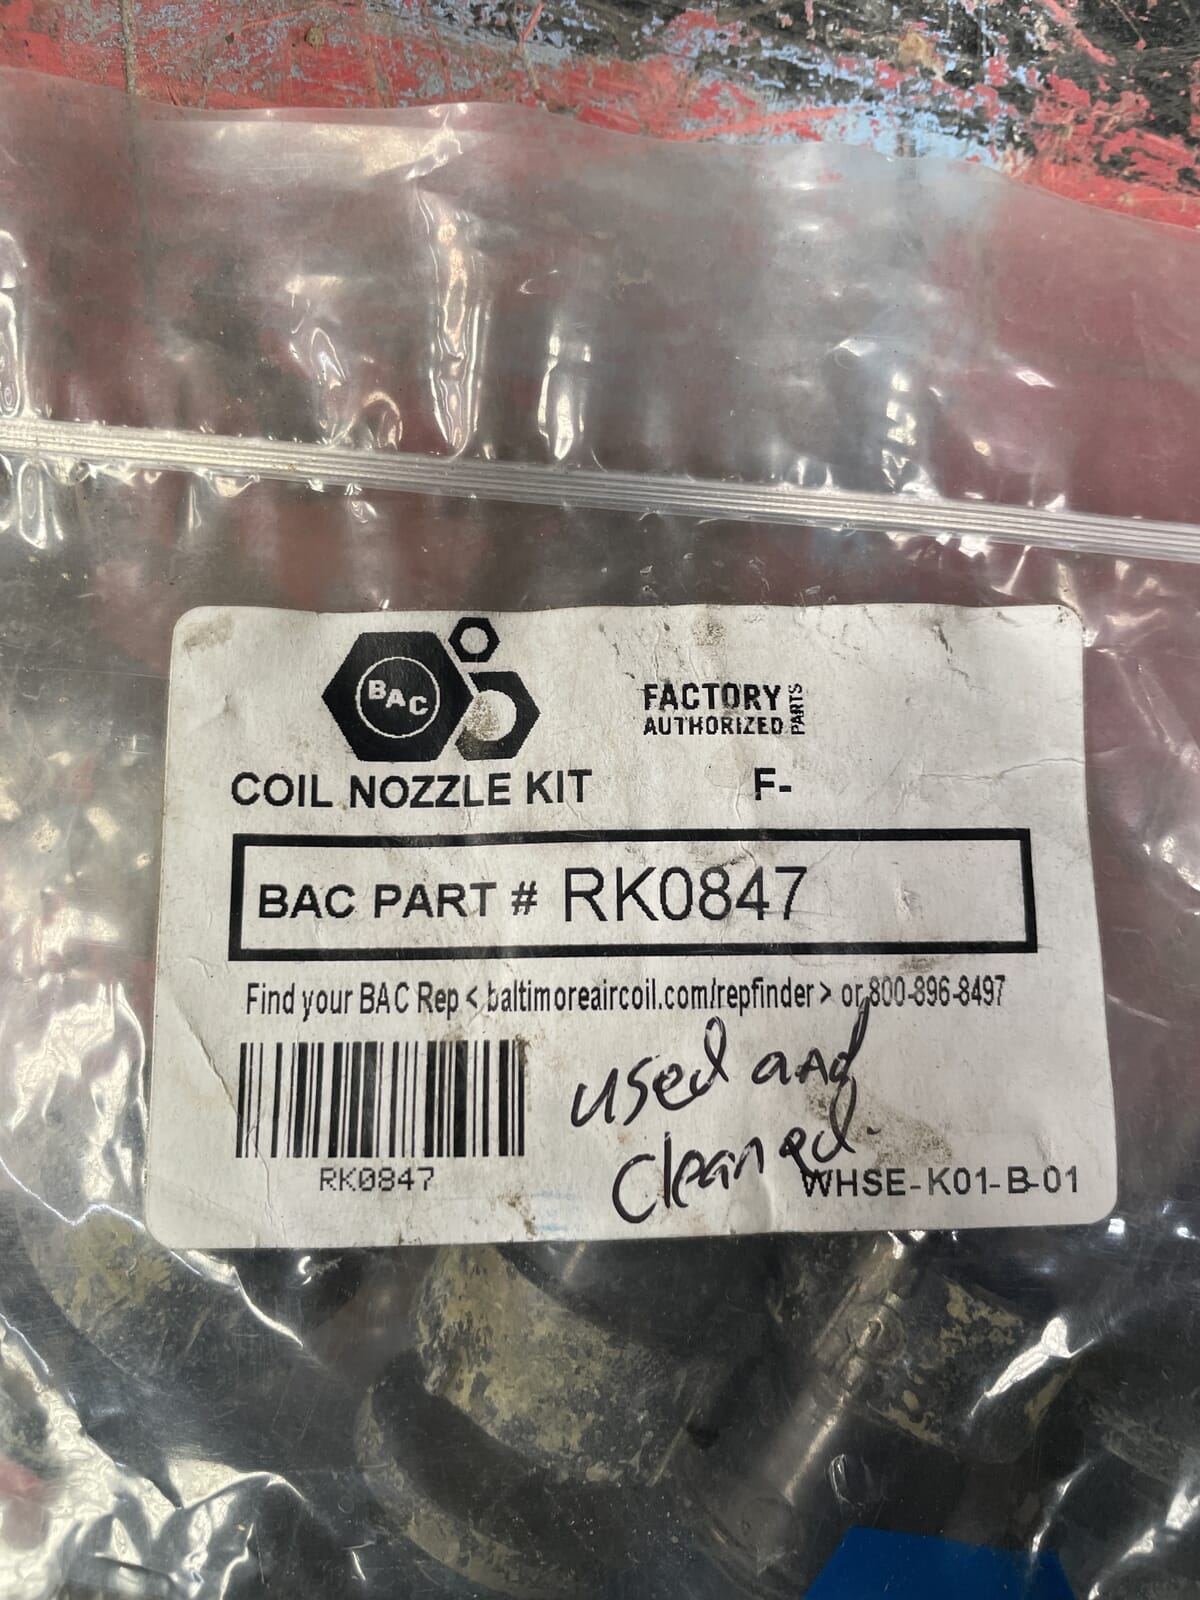 BAC
FACTORY
AUTHORIZED
PARTS
COIL NOZZLE KIT F-
BAC PART # RK0847
Find your BAC Rep < baltimoreaircoil.com/repfinder > or 800-896-8497
used and
cleaned.
RK0847
WHSE-K01-B-01